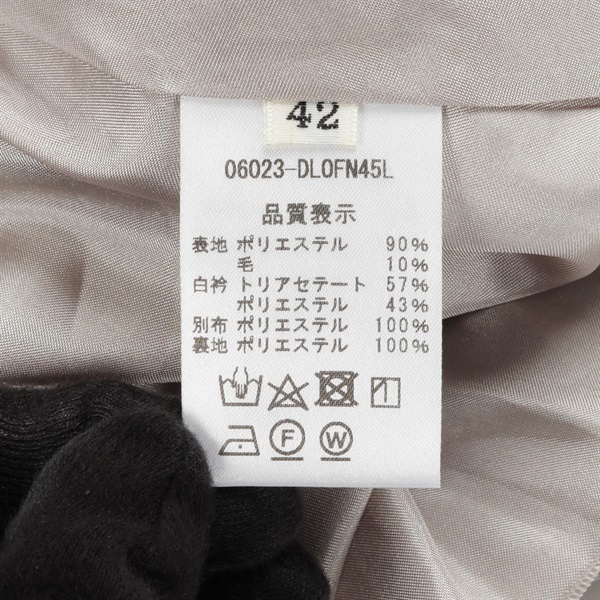 42
06023-DLOFN45L
品質表示
表地 ポリエステル 90%
毛 10%
白衿 トリアセテート 57%
ポリエステル 43%
別布 ポリエステル 100%
裏地 ポリエステル 100%
F W